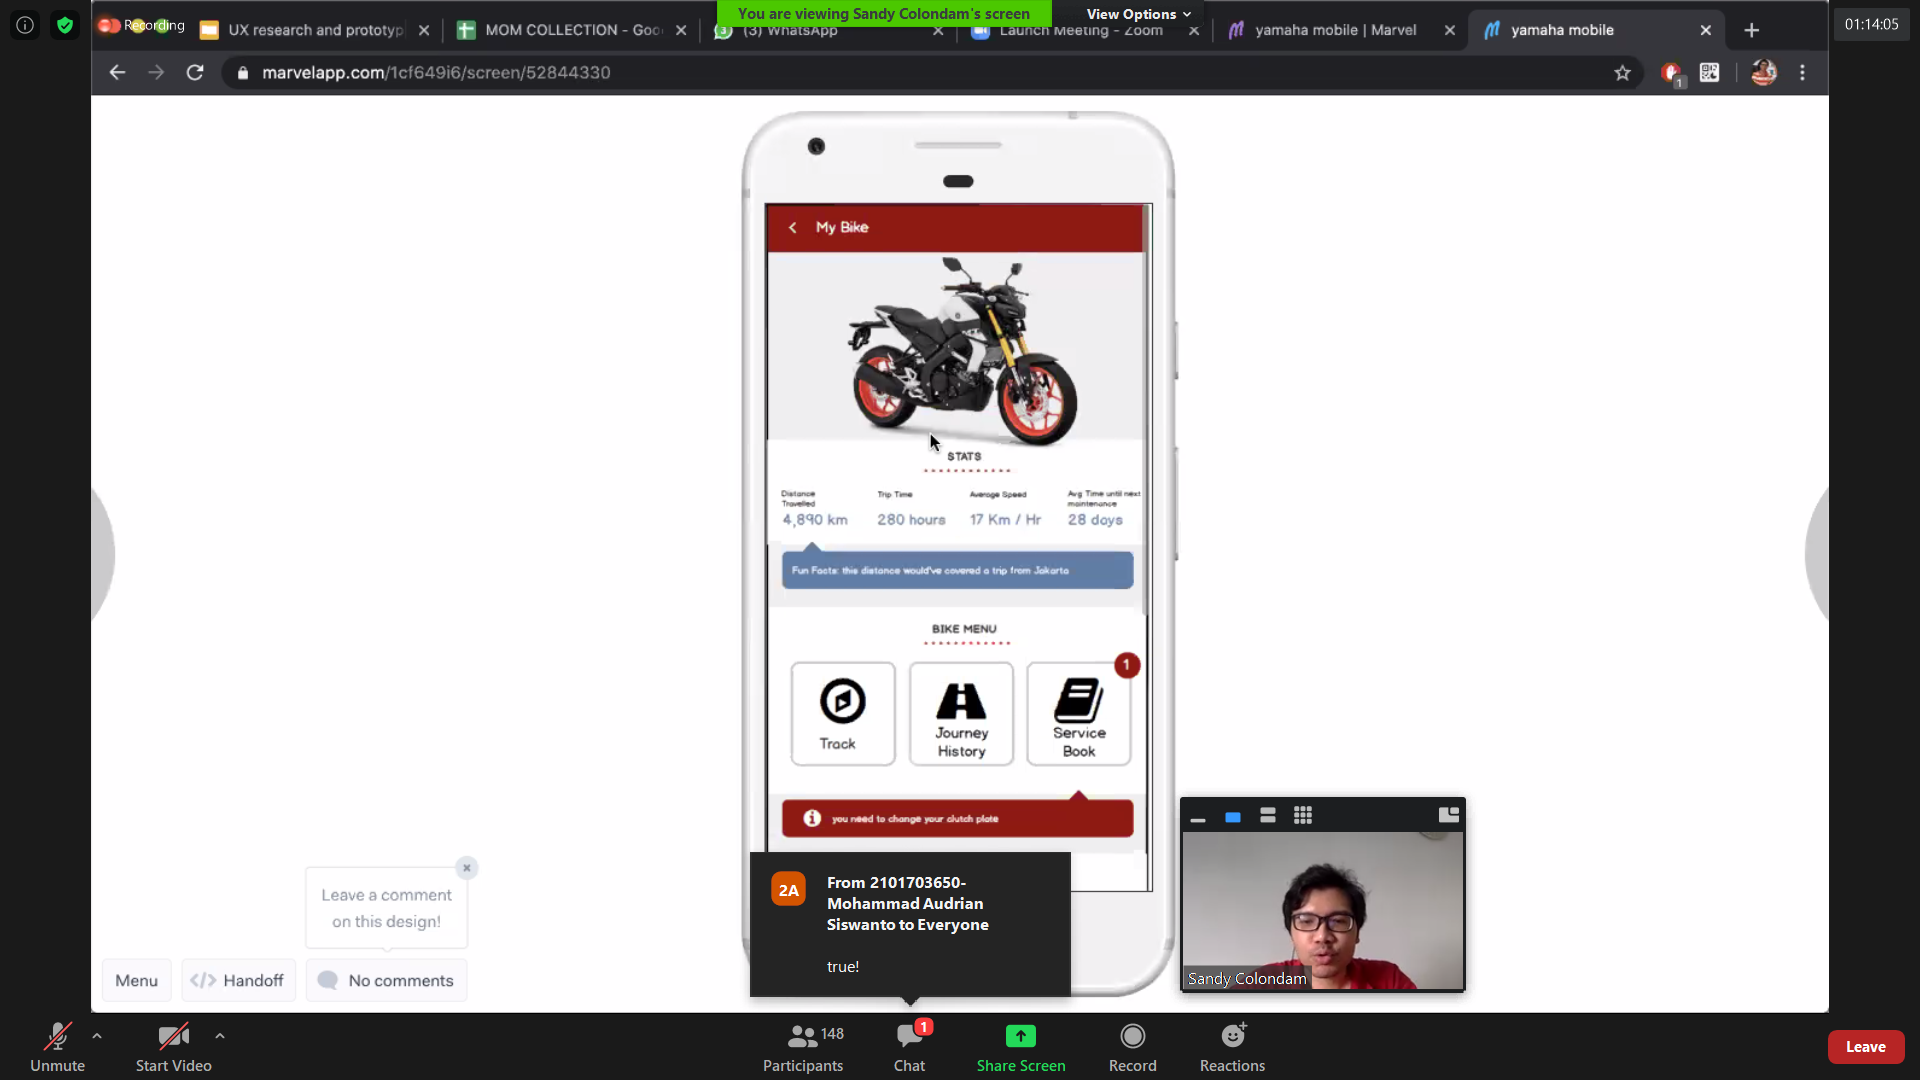 Recording
You are viewing Sandy Colondam's screen
View Options
01:14:05
UX research and prototyp
MOM COLLECTION - Goo
(3) WhatsApp
Launch Meeting - Zoom
yamaha mobile | Marvel
yamaha mobile
marvelapp.com/1cf649i6/screen/52844330
1
My Bike
STATS
Distance
Travelled
4,890 km
Trip Time
280 hours
Average Speed
17 Km / Hr
Avg Time until next
maintenance
28 days
Fun Facts: this distance would've covered a trip from Jakarta
BIKE MENU
Track
Journey
History
1
Service
Book
you need to change your clutch plate
2A
From 2101703650-
Mohammad Audrian
Siswanto to Everyone
true!
Leave a comment
on this design!
Menu
Handoff
No comments
Sandy Colondam
Unmute
Start Video
148
Participants
1
Chat
Share Screen
Record
Reactions
Leave